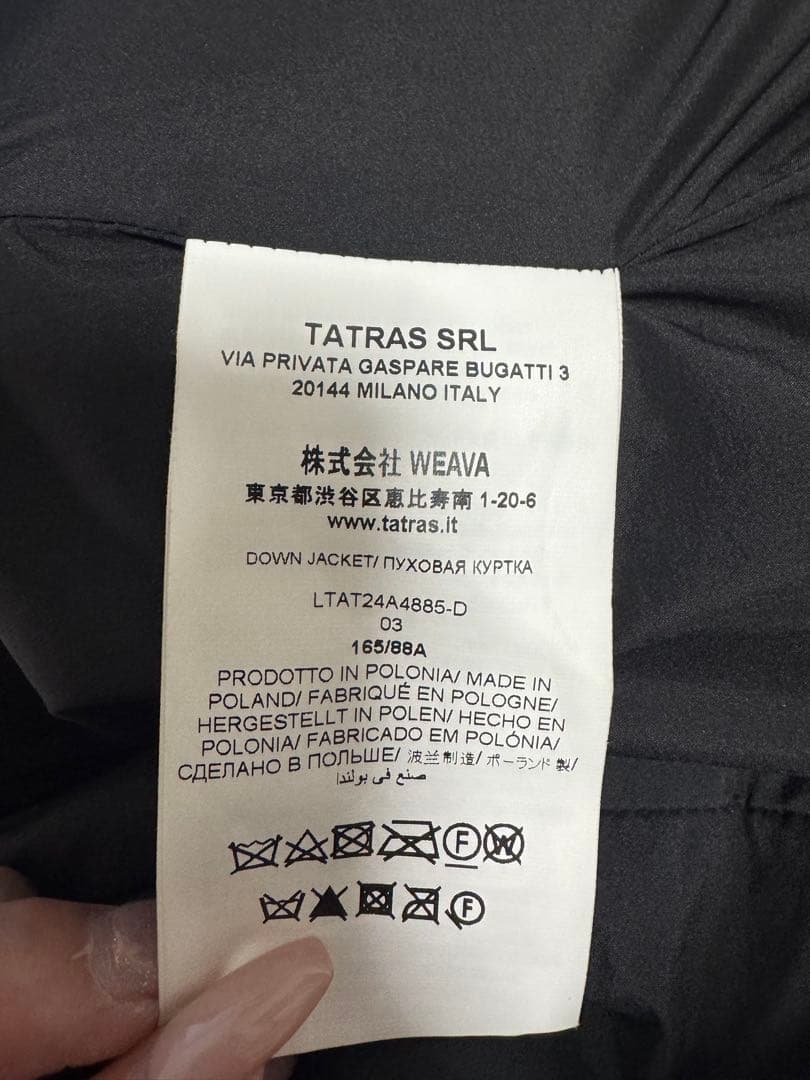 TATRAS SRL
VIA PRIVATA GASPARE BUGATTI 3
20144 MILANO ITALY
株式会社 WEAVA
東京都渋谷区恵比寿南 1-20-6
www.tatras.it
DOWN JACKET/ ПУХОВАЯ КУРТКА
LTAT24A4885-D
03
165/88A
PRODOTTO IN POLONIA/ MADE IN
POLAND/ FABRIQUÉ EN POLOGNE/
HERGESTELLT IN POLEN/ HECHO EN
POLONIA/ FABRICADO EM POLÓNIA/
СДЕЛАНО В ПОЛЬШЕ/ 波兰制造/ ポーランド 製/
صنع في بولندا
F W
F